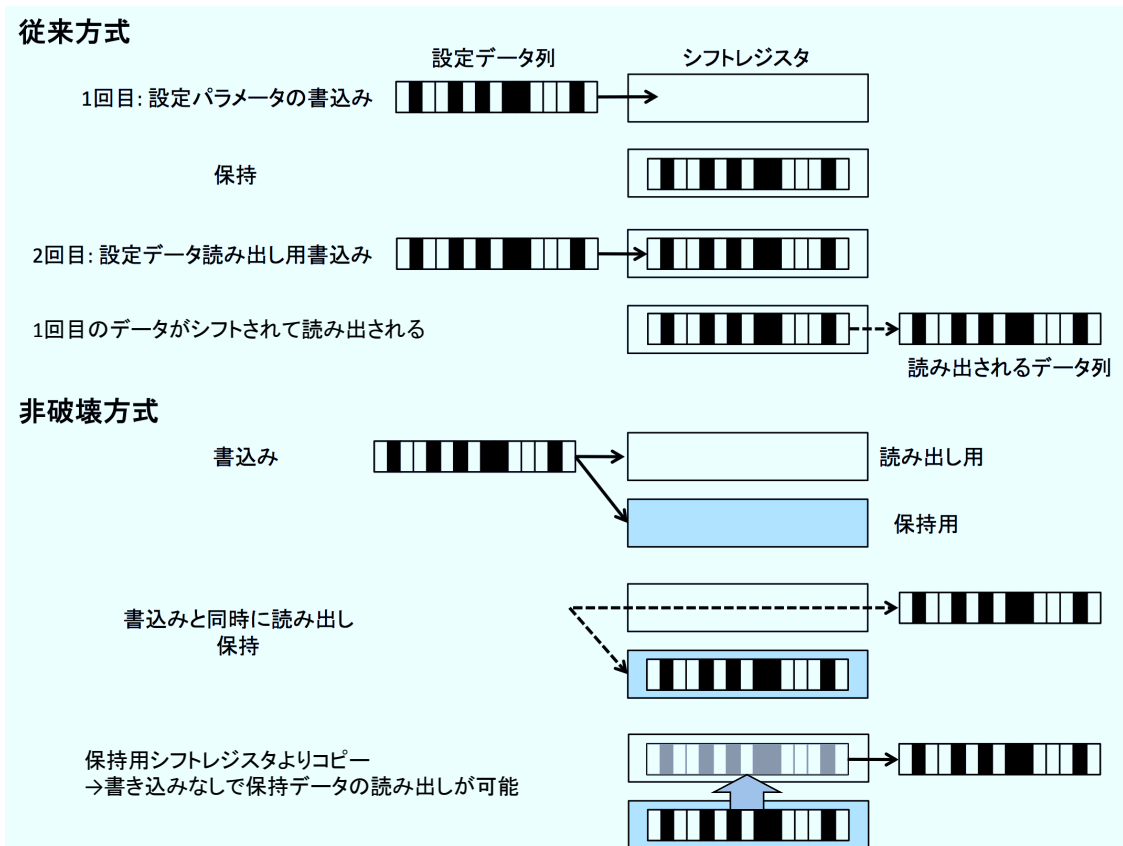 従来方式
設定データ列
シフトレジスタ
1回目: 設定パラメータの書込み
保持
2回目: 設定データ読み出し用書込み
1回目のデータがシフトされて読み出される
読み出されるデータ列
非破壊方式
書込み
読み出し用
保持用
書込みと同時に読み出し
保持
保持用シフトレジスタよりコピー
→書き込みなしで保持データの読み出しが可能